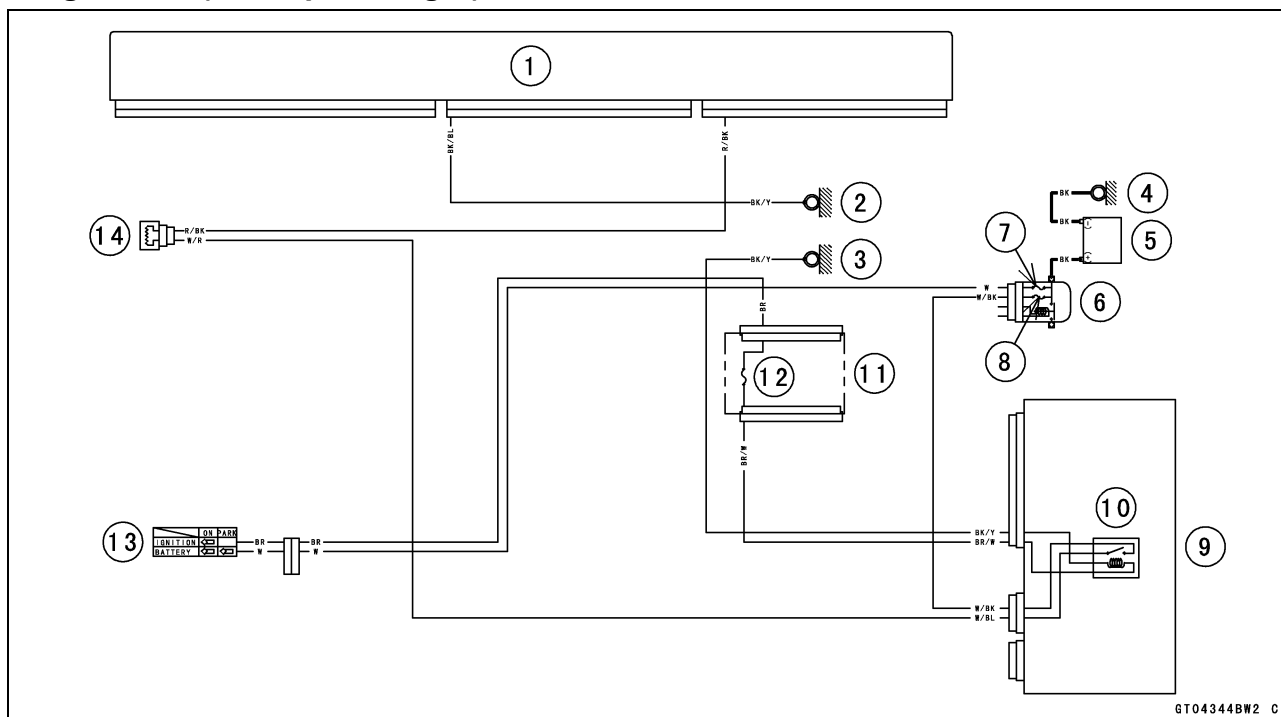 1
BK/BL
R/BK
BK/Y
2
BK
4
BK
5
14
R/BK
W/R
7
BK/Y
3
BK
(-)
(+)
W
W/BK
6
BR
8
12
11
BR/W
10
13
ON PARK
IGNITION
BATTERY
BR
W
BR
W
BK/Y
BR/W
9
W/BK
W/BL
GT04344BW2 C